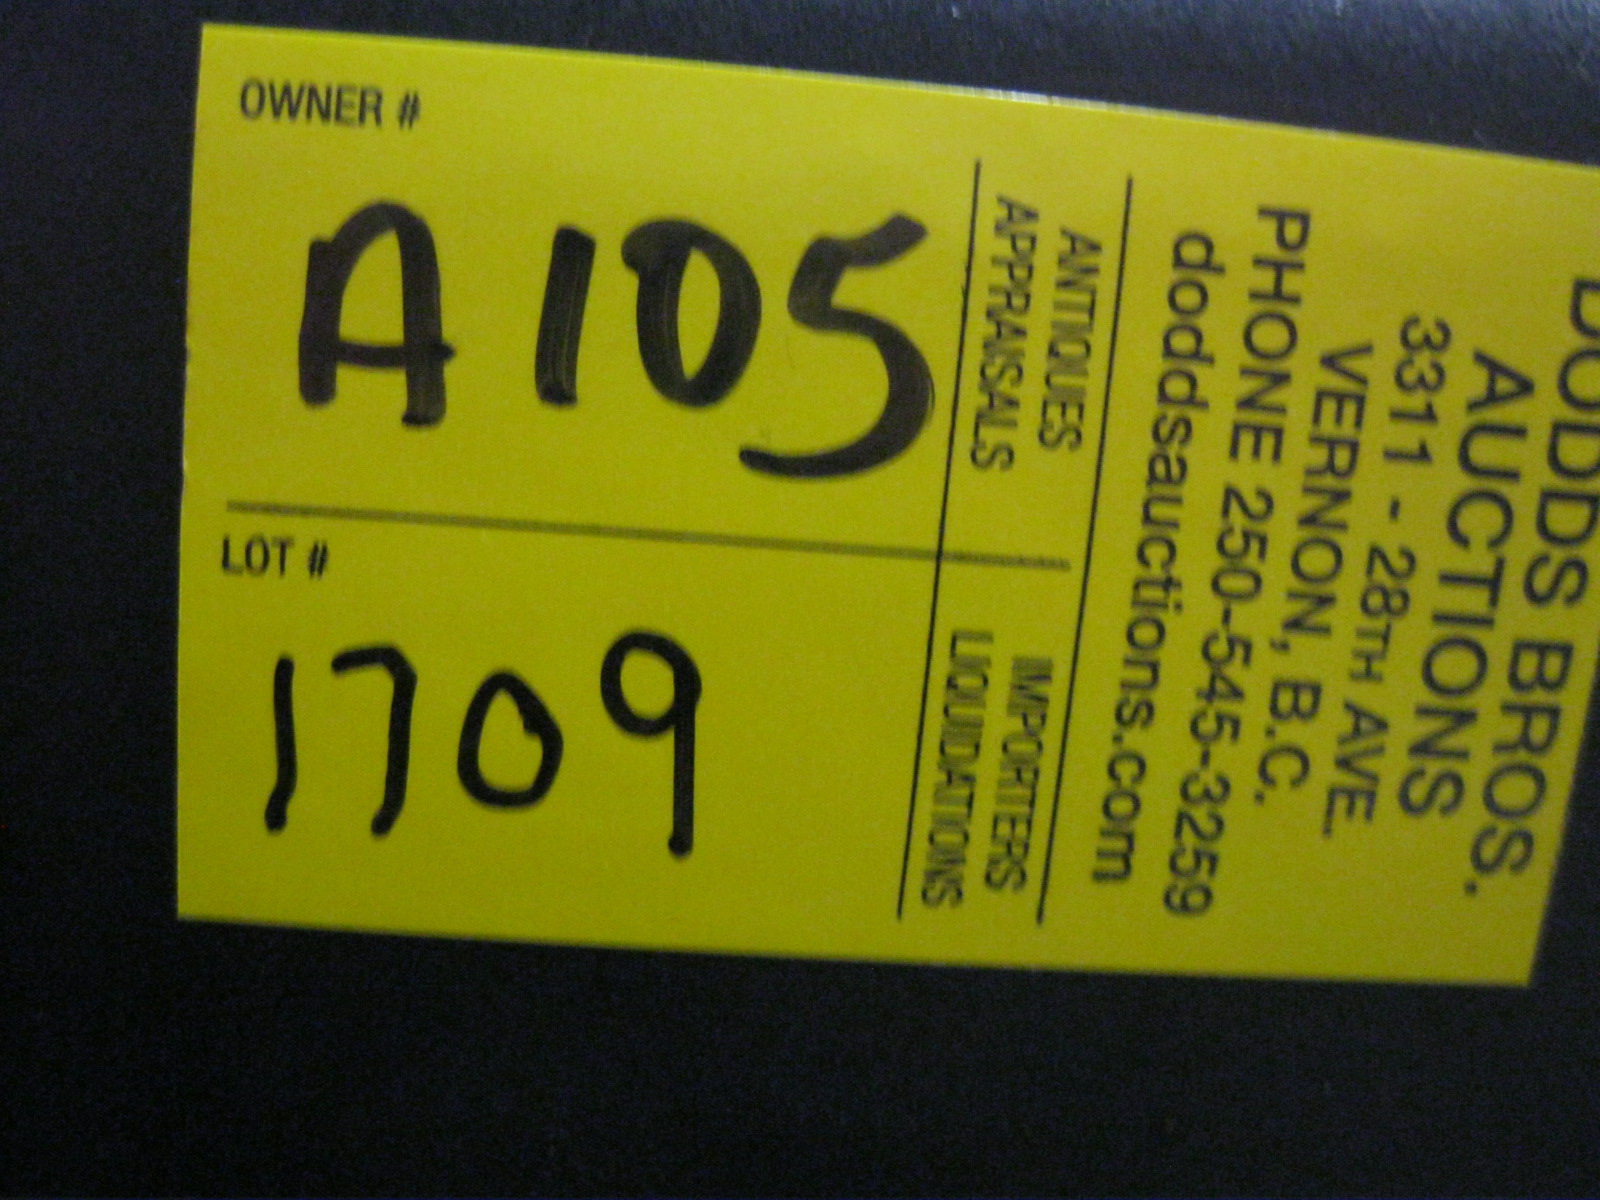 OWNER #
A105
LOT #
1709
DODDS BROS.
AUCTIONS
3311 - 28TH AVE.
VERNON, B.C.
PHONE 250-545-3259
doddsauctions.com
ANTIQUES IMPORTERS
APPRAISALS LIQUIDATIONS